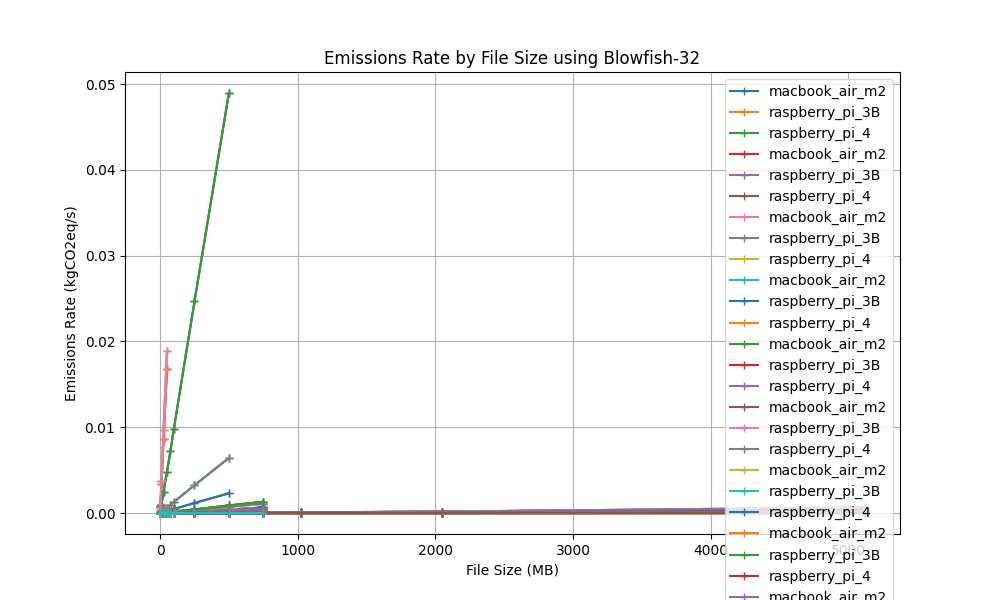 Emissions Rate by File Size using Blowfish-32
Emissions Rate (kgCO2eq/s)
0.05
0.04
0.03
0.02
0.01
0.00
0
1000
2000
3000
4000
5000
File Size (MB)
macbook_air_m2
raspberry_pi_3B
raspberry_pi_4
macbook_air_m2
raspberry_pi_3B
raspberry_pi_4
macbook_air_m2
raspberry_pi_3B
raspberry_pi_4
macbook_air_m2
raspberry_pi_3B
raspberry_pi_4
macbook_air_m2
raspberry_pi_3B
raspberry_pi_4
macbook_air_m2
raspberry_pi_3B
raspberry_pi_4
macbook_air_m2
raspberry_pi_3B
raspberry_pi_4
macbook_air_m2
raspberry_pi_3B
raspberry_pi_4
macbook_air_m2